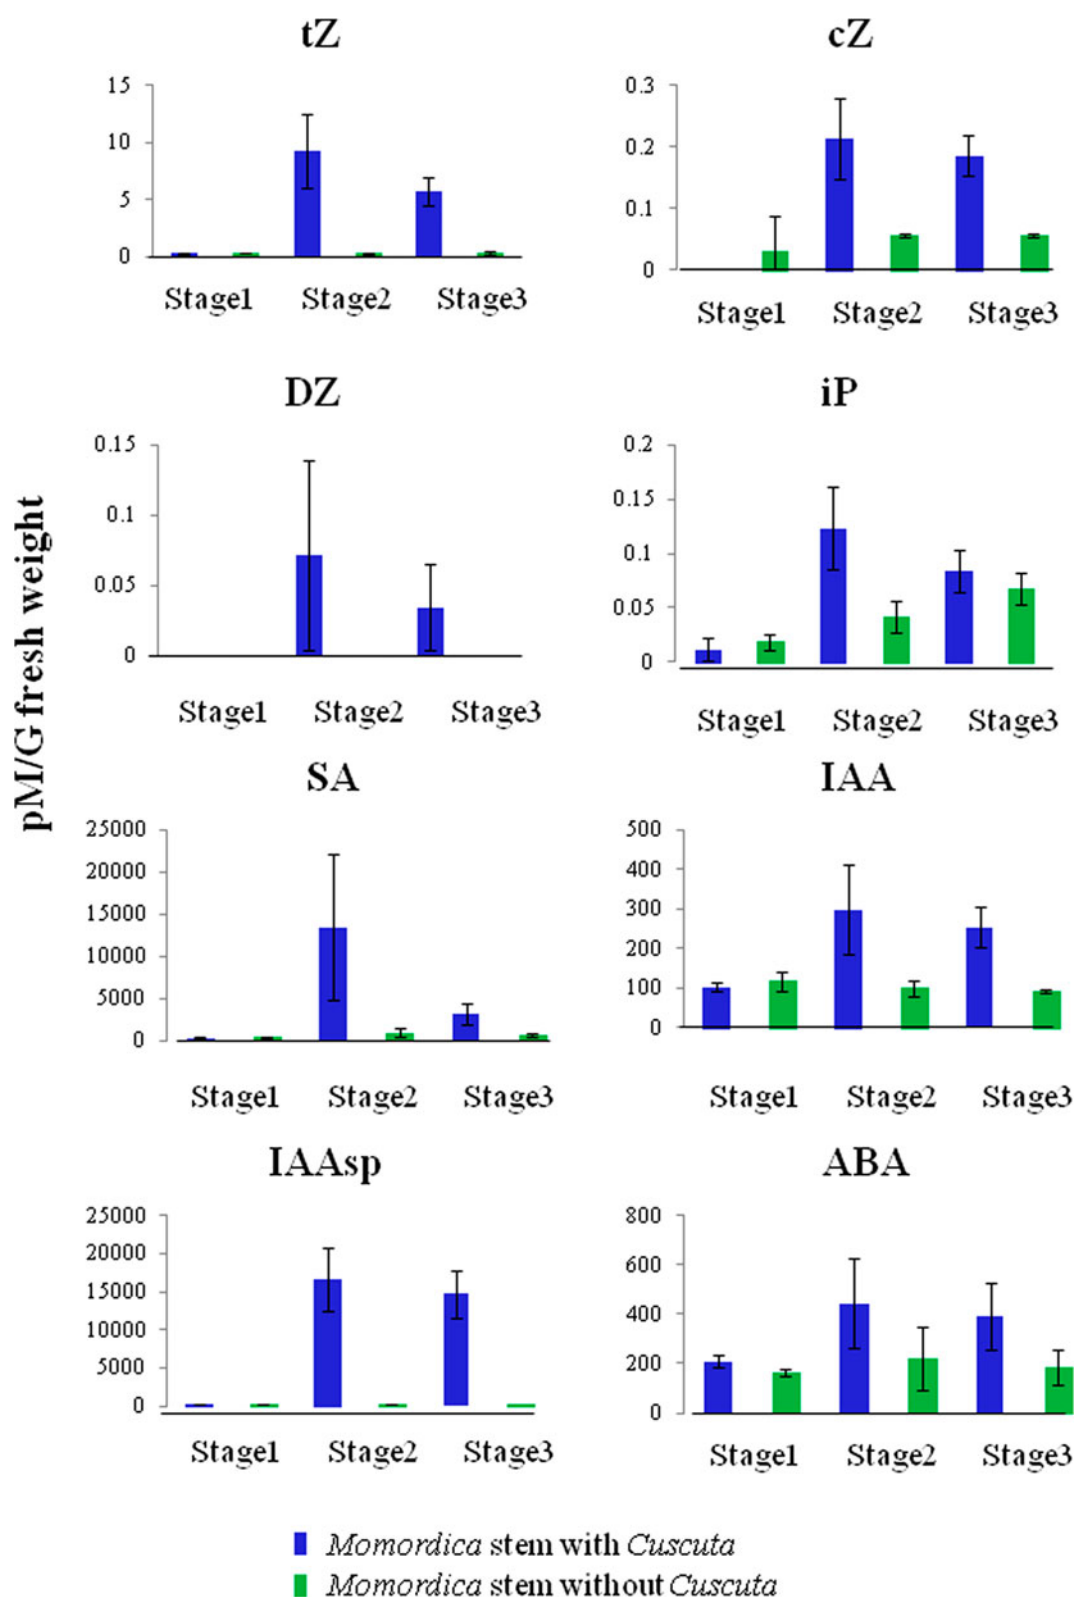 tZ
cZ
15
10
5
0
Stage1 Stage2 Stage3
0.3
0.2
0.1
0
Stage1 Stage2 Stage3
DZ
iP
0.15
0.1
0.05
0
Stage1 Stage2 Stage3
0.2
0.15
0.1
0.05
0
Stage1 Stage2 Stage3
pM/G fresh weight
SA
IAA
25000
20000
15000
10000
5000
0
Stage1 Stage2 Stage3
500
400
300
200
100
0
Stage1 Stage2 Stage3
IAAsp
ABA
25000
20000
15000
10000
5000
0
Stage1 Stage2 Stage3
800
600
400
200
0
Stage1 Stage2 Stage3
Momordica stem with Cuscuta
Momordica stem without Cuscuta